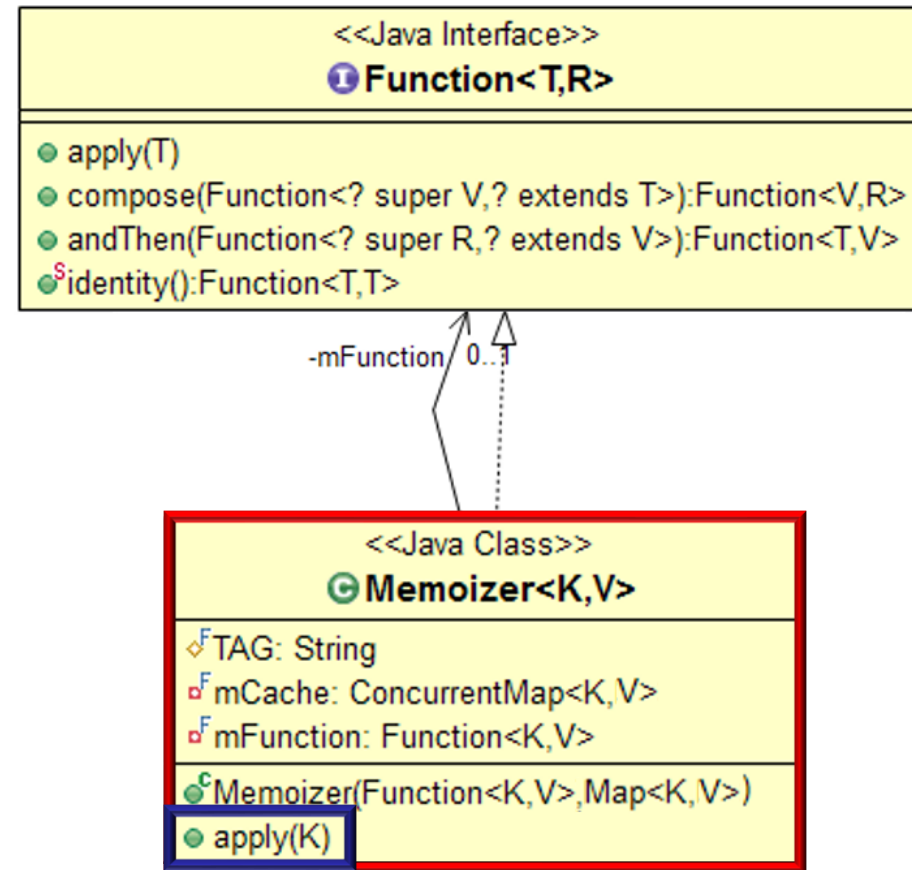 <<Java Interface>>
I Function<T,R>
apply(T)
compose(Function<? super V,? extends T>):Function<V,R>
andThen(Function<? super R,? extends V>):Function<T,V>
S identity():Function<T,T>
-mFunction 0..1
<<Java Class>>
C Memoizer<K,V>
F TAG: String
F mCache: ConcurrentMap<K,V>
F mFunction: Function<K,V>
C Memoizer(Function<K,V>,Map<K,V>)
apply(K)